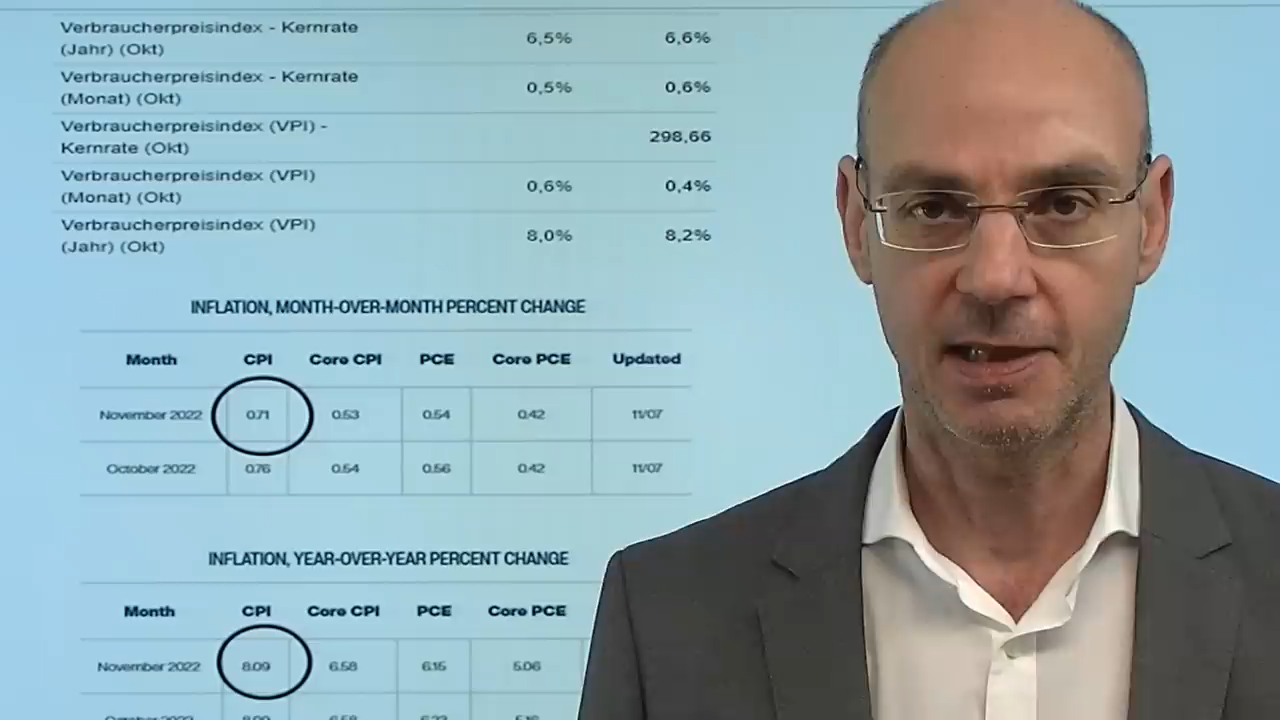 Verbraucherpreisindex - Kernrate
(Jahr) (Okt) 6,5% 6,6%
Verbraucherpreisindex - Kernrate
(Monat) (Okt) 0,5% 0,6%
Verbraucherpreisindex (VPI) -
Kernrate (Okt) 298,66
Verbraucherpreisindex (VPI)
(Monat) (Okt) 0,6% 0,4%
Verbraucherpreisindex (VPI)
(Jahr) (Okt) 8,0% 8,2%
INFLATION, MONTH-OVER-MONTH PERCENT CHANGE
Month CPI Core CPI PCE Core PCE Updated
November 2022 0.71 0.53 0.54 0.42 11/07
October 2022 0.76 0.54 0.56 0.42 11/07
INFLATION, YEAR-OVER-YEAR PERCENT CHANGE
Month CPI Core CPI PCE Core PCE
November 2022 8.09 6.58 6.15 5.06